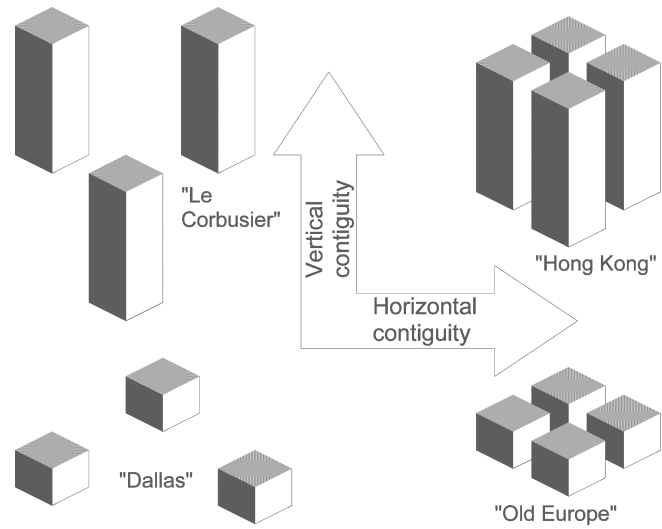 "Le
Corbusier"
Vertical
contiguity
"Hong Kong"
Horizontal
contiguity
"Dallas"
"Old Europe"